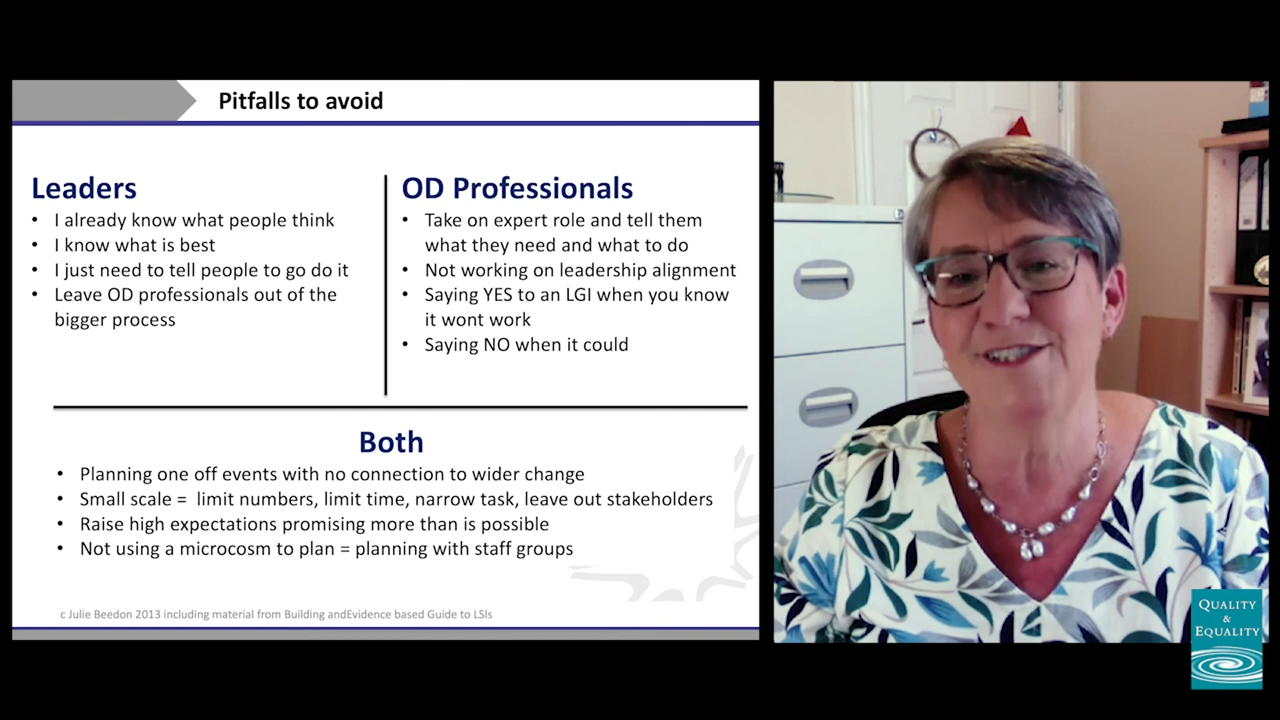 Pitfalls to avoid
Leaders
• I already know what people think
• I know what is best
• I just need to tell people to go do it
• Leave OD professionals out of the
bigger process
OD Professionals
• Take on expert role and tell them
what they need and what to do
• Not working on leadership alignment
• Saying YES to an LGI when you know
it wont work
• Saying NO when it could
Both
• Planning one off events with no connection to wider change
• Small scale = limit numbers, limit time, narrow task, leave out stakeholders
• Raise high expectations promising more than is possible
• Not using a microcosm to plan = planning with staff groups
c Julie Beedon 2013 including material from Building andEvidence based Guide to LSIs
QUALITY
&
EQUALITY